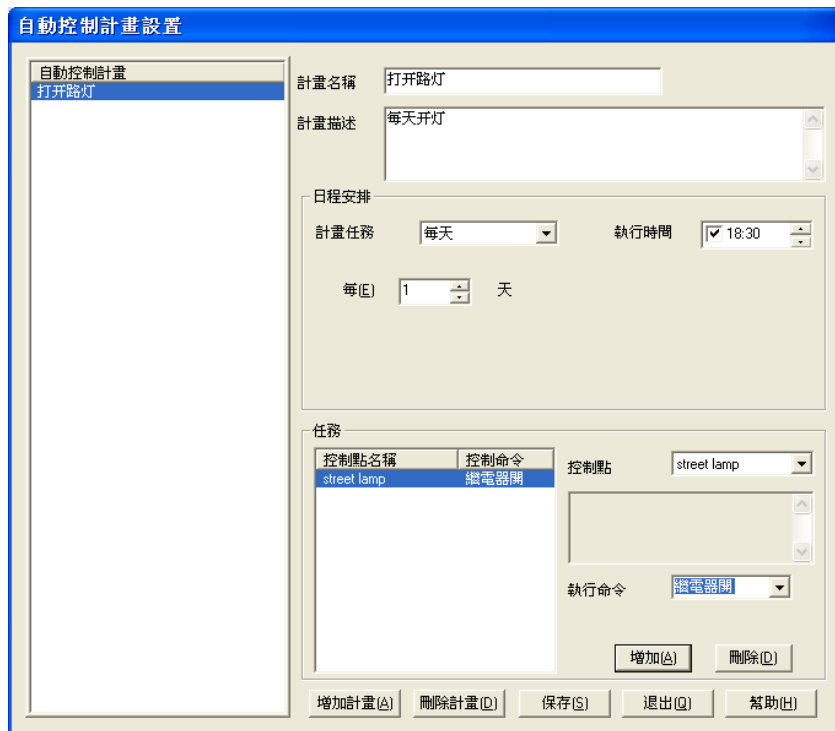 自動控制計畫設置
自動控制計畫
打开路灯
計畫名稱
打开路灯
計畫描述
每天开灯
日程安排
計畫任務
每天
執行時間
18:30
每(E)
1
天
任務
控制點名稱 控制命令
street lamp 繼電器開
控制點
street lamp
執行命令
繼電器開
增加(A) 刪除(D)
增加計畫(A) 刪除計畫(D) 保存(S) 退出(Q) 幫助(H)